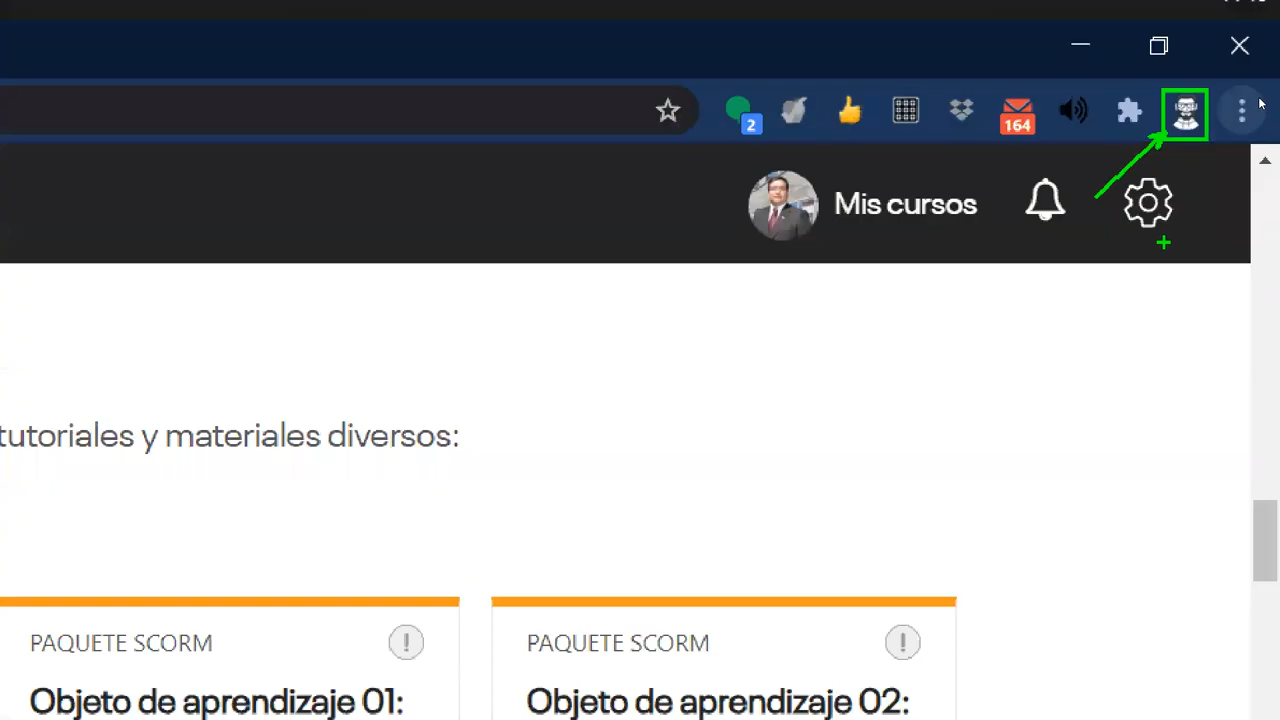 2
164
Mis cursos
tutoriales y materiales diversos:
PAQUETE SCORM
PAQUETE SCORM
Objeto de aprendizaje 01:
Objeto de aprendizaje 02: